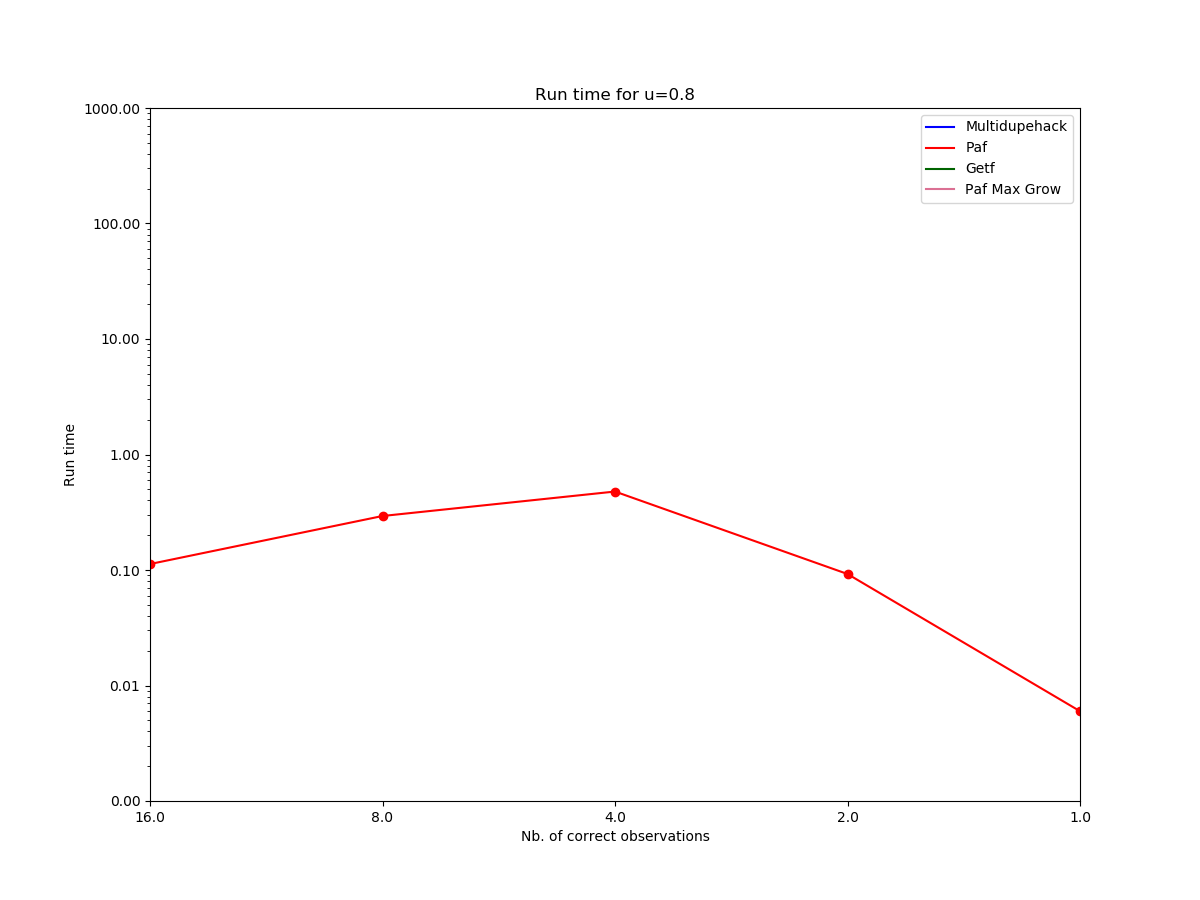 Run time for u=0.8
1000.00
100.00
10.00
1.00
0.10
0.01
0.00
Run time
Multidupehack
Paf
Getf
Paf Max Grow
16.0
8.0
4.0
2.0
1.0
Nb. of correct observations